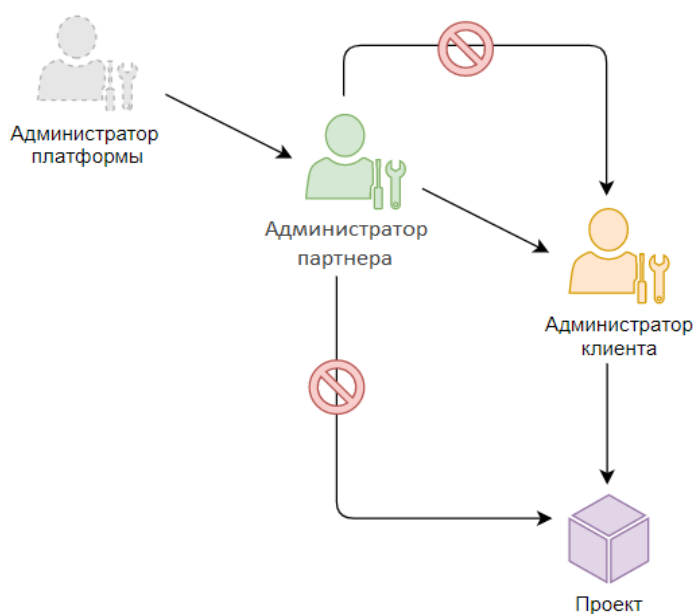 Администратор
платформы
Администратор
партнера
Администратор
клиента
Проект